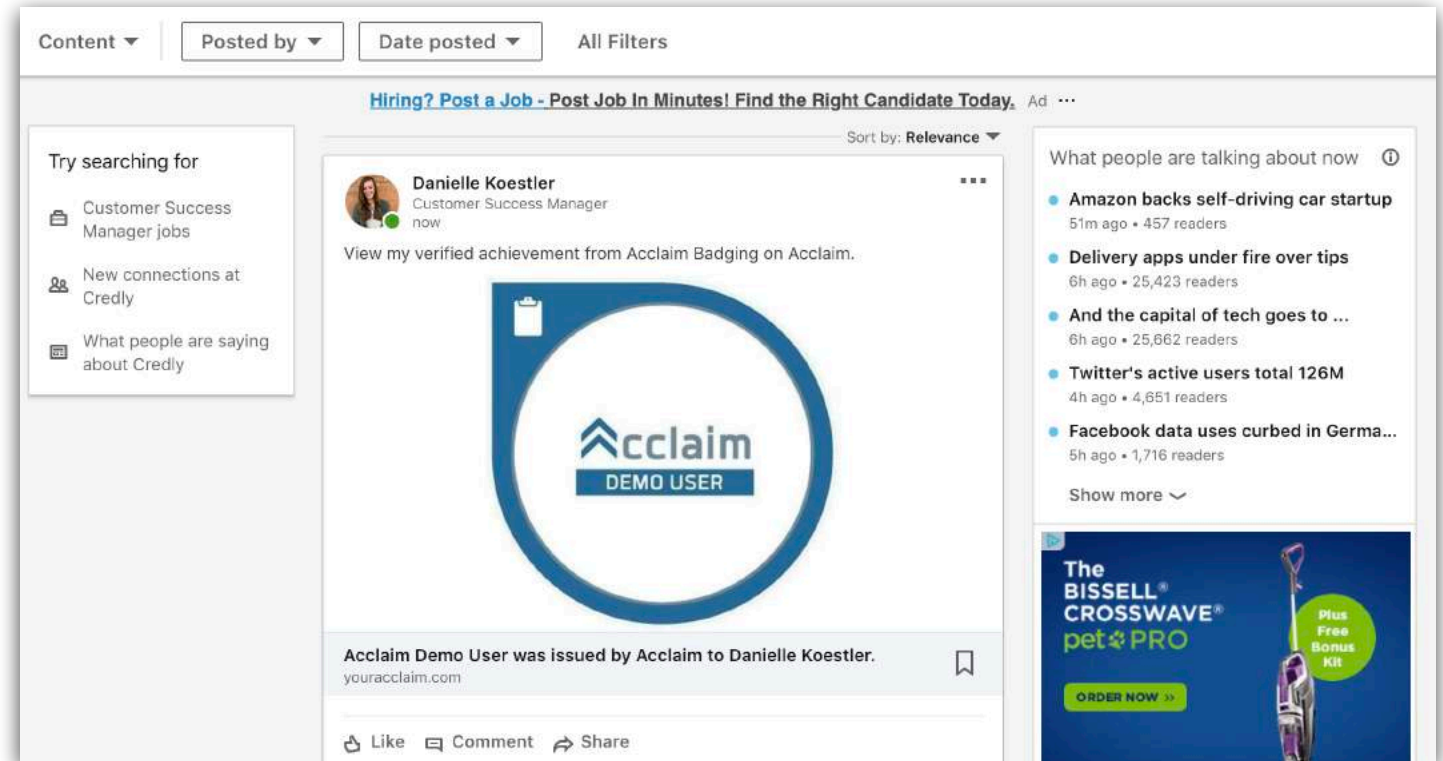 Content
Posted by
Date posted
All Filters
Hiring? Post a Job - Post Job In Minutes! Find the Right Candidate Today. Ad ...
Try searching for
Customer Success
Manager jobs
New connections at
Credly
What people are saying
about Credly
Sort by: Relevance
Danielle Koestler
Customer Success Manager
now
View my verified achievement from Acclaim Badging on Acclaim.
Acclaim
DEMO USER
Acclaim Demo User was issued by Acclaim to Danielle Koestler.
youracclaim.com
Like
Comment
Share
What people are talking about now
Amazon backs self-driving car startup
51m ago • 457 readers
Delivery apps under fire over tips
6h ago • 25,423 readers
And the capital of tech goes to ...
6h ago • 25,662 readers
Twitter's active users total 126M
4h ago • 4,651 readers
Facebook data uses curbed in Germa...
5h ago • 1,716 readers
Show more
The
BISSELL®
CROSSWAVE®
pet PRO
Plus
Free
Bonus
Kit
ORDER NOW »